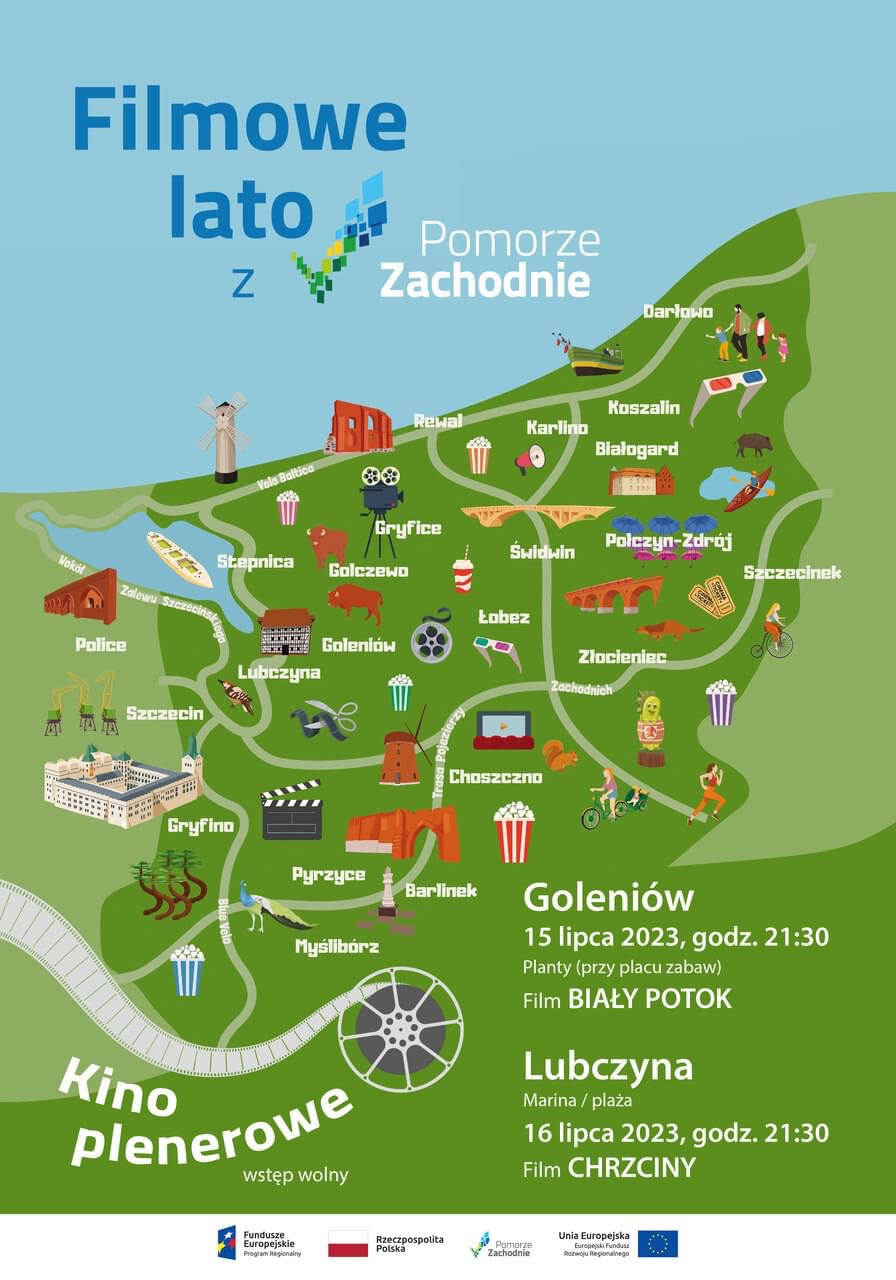 Filmowe
lato
z
Pomorze
Zachodnie
Darłowo
Koszalin
Rewal
Karlino
Białogard
Velo Baltica
Gryfice
Świdwin
Połczyn-Zdrój
Stepnica
Golczewo
Szczecinek
Wokół
Zalewu Szczecińskiego
Police
Goleniów
Łobez
Złocieniec
Lubczyna
Zachodnich
Szczecin
Trasa Pojezierzy
Choszczno
Gryfino
Pyrzyce
Barlinek
Blue Velo
Myślibórz
Goleniów
15 lipca 2023, godz. 21:30
Planty (przy placu zabaw)
Film BIAŁY POTOK
Lubczyna
Marina / plaża
16 lipca 2023, godz. 21:30
Film CHRZCINY
Kino
plenerowe
wstęp wolny
Fundusze
Europejskie
Program Regionalny
Rzeczpospolita
Polska
Pomorze
Zachodnie
Unia Europejska
Europejski Fundusz
Rozwoju Regionalnego